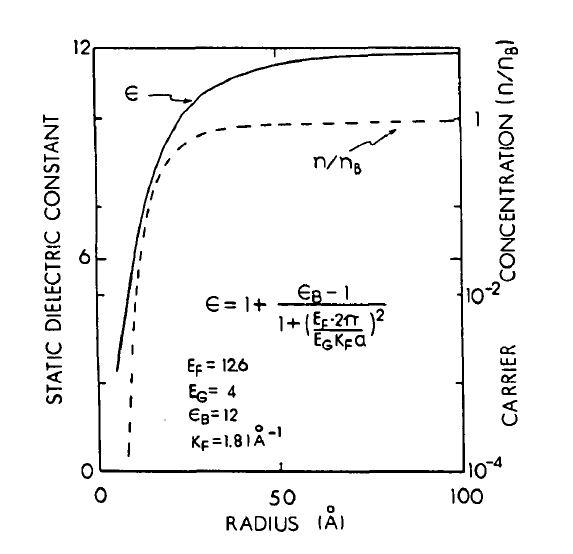 12
6
0
STATIC DIELECTRIC CONSTANT
ϵ
n/n_B
ϵ = 1 + (ϵ_B - 1) / (1 + (E_F·2π / E_G K_F a)^2)
E_F = 12.6
E_G = 4
ϵ_B = 12
K_F = 1.81 Å^-1
1
10^-2
10^-4
CARRIER CONCENTRATION (n/n_B)
0
50
100
RADIUS (Å)